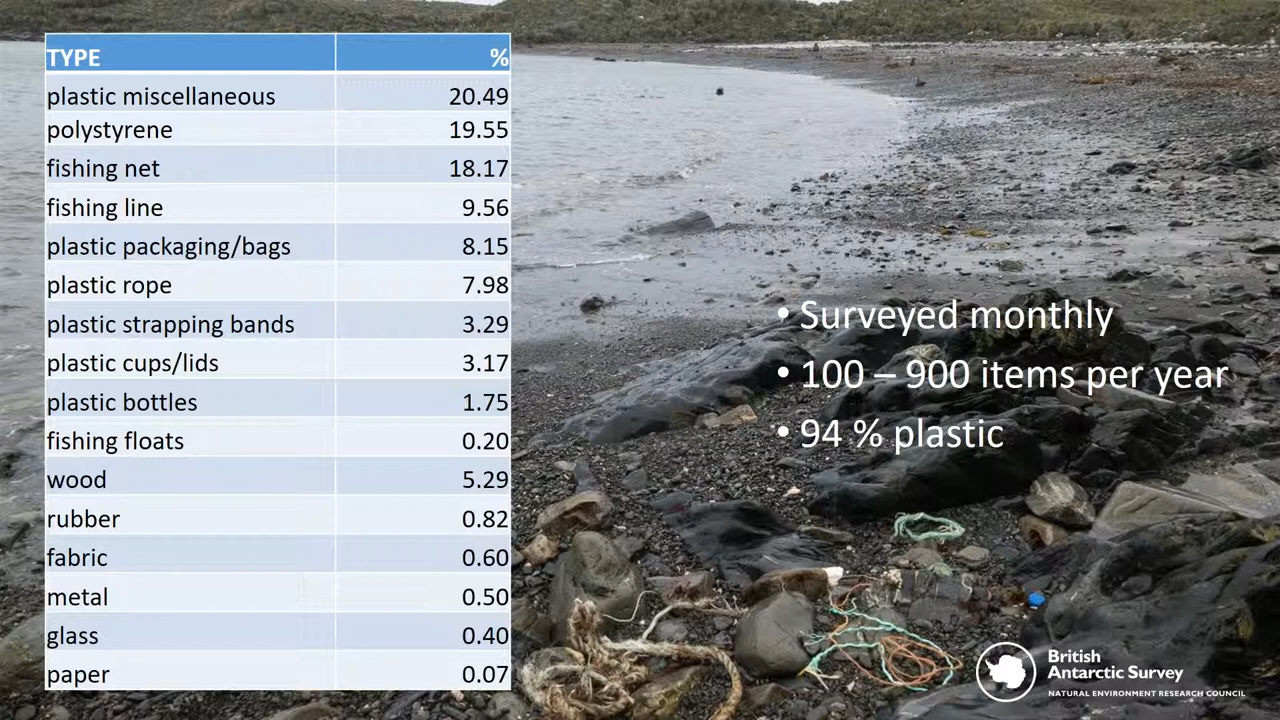 TYPE %
plastic miscellaneous 20.49
polystyrene 19.55
fishing net 18.17
fishing line 9.56
plastic packaging/bags 8.15
plastic rope 7.98
plastic strapping bands 3.29
plastic cups/lids 3.17
plastic bottles 1.75
fishing floats 0.20
wood 5.29
rubber 0.82
fabric 0.60
metal 0.50
glass 0.40
paper 0.07
• Surveyed monthly
• 100 – 900 items per year
• 94 % plastic
British
Antarctic Survey
NATURAL ENVIRONMENT RESEARCH COUNCIL